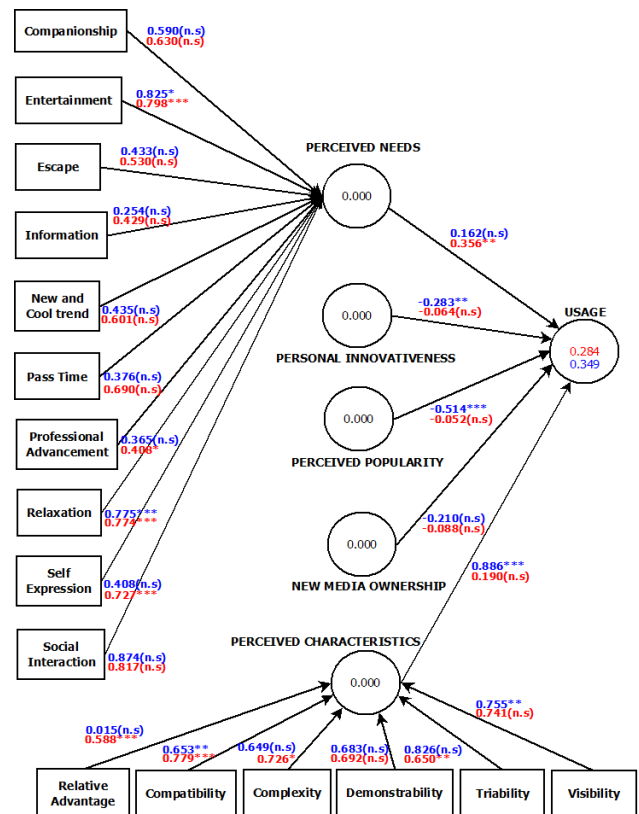 Companionship
0.590(n.s)
0.630(n.s)
Entertainment
0.825*
0.798***
Escape
0.433(n.s)
0.530(n.s)
Information
0.254(n.s)
0.429(n.s)
New and
Cool trend
0.435(n.s)
0.601(n.s)
Pass Time
0.376(n.s)
0.690(n.s)
Professional
Advancement
0.365(n.s)
0.408*
Relaxation
0.775***
0.774***
Self
Expression
0.408(n.s)
0.727***
Social
Interaction
0.874(n.s)
0.817(n.s)
PERCEIVED NEEDS
0.000
0.162(n.s)
0.356**
0.000
PERSONAL INNOVATIVENESS
-0.283**
-0.064(n.s)
USAGE
0.284
0.349
0.000
PERCEIVED POPULARITY
-0.514***
-0.052(n.s)
0.000
NEW MEDIA OWNERSHIP
-0.210(n.s)
-0.088(n.s)
0.886***
0.190(n.s)
PERCEIVED CHARACTERISTICS
0.000
0.015(n.s)
0.588***
0.653**
0.779***
0.649(n.s)
0.726*
0.683(n.s)
0.692(n.s)
0.826(n.s)
0.650**
0.755**
0.741(n.s)
Relative
Advantage
Compatibility
Complexity
Demonstrability
Triability
Visibility